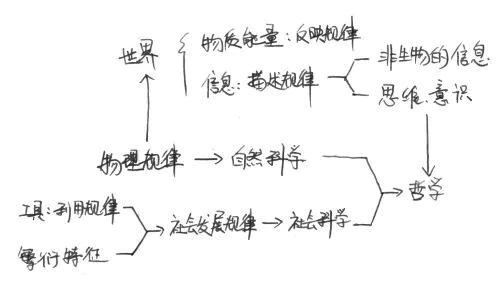 世界
物质能量：反映规律
信息：描述规律
非生物的信息
思维、意识
物理规律
自然科学
哲学
工具：利用规律
社会发展规律
社会科学
繁衍特征